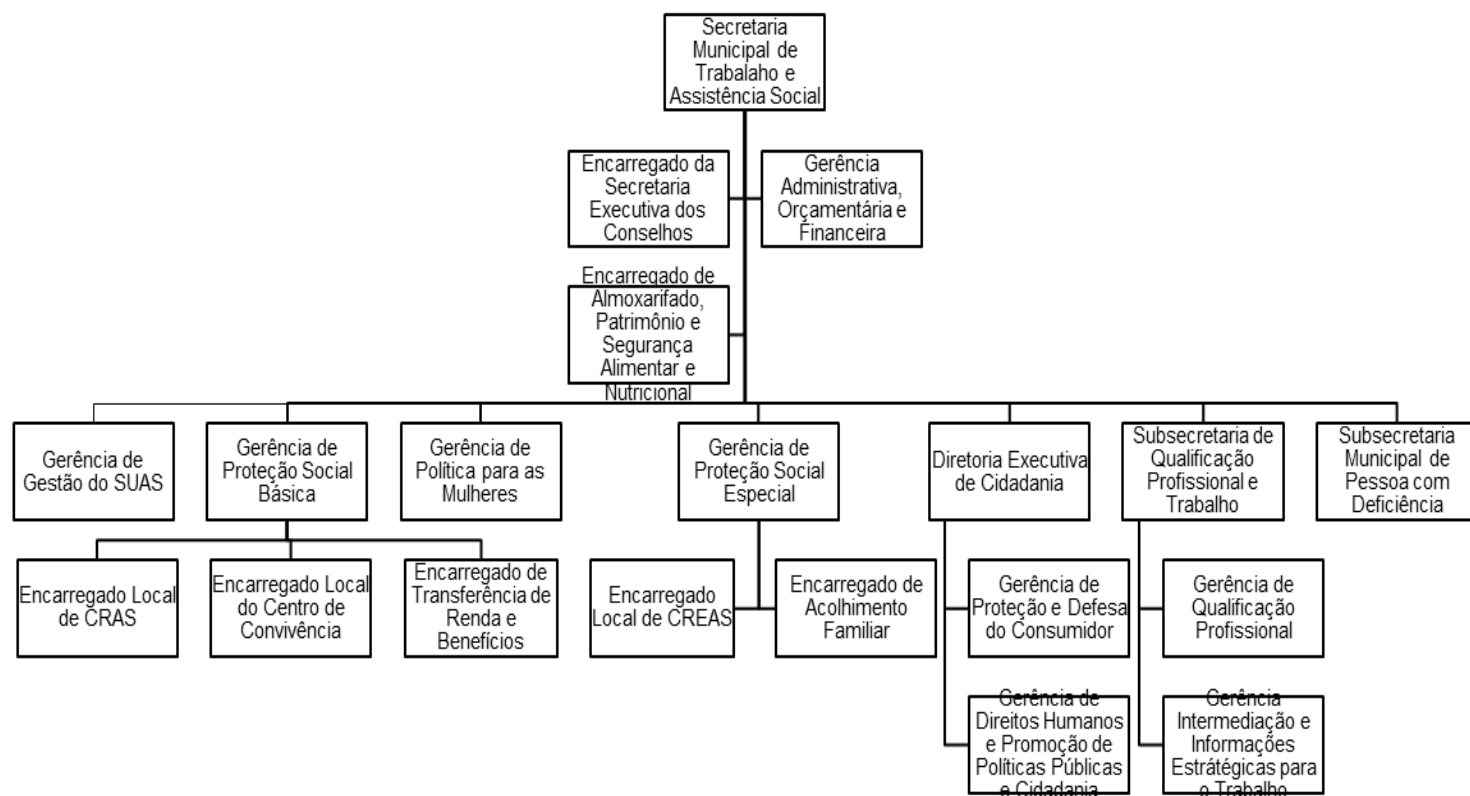 Secretaria
Municipal de
Trabalaho e
Assistência Social
Encarregado da
Secretaria
Executiva dos
Conselhos
Gerência
Administrativa,
Orçamentária e
Financeira
Encarregado de
Almoxarifado,
Patrimônio e
Segurança
Alimentar e
Nutricional
Gerência de
Gestão do SUAS
Gerência de
Proteção Social
Básica
Gerência de
Política para as
Mulheres
Gerência de
Proteção Social
Especial
Diretoria Executiva
de Cidadania
Subsecretaria de
Qualificação
Profissional e
Trabalho
Subsecretaria
Municipal de
Pessoa com
Deficiência
Encarregado Local
de CRAS
Encarregado Local
do Centro de
Convivência
Encarregado de
Transferência de
Renda e
Benefícios
Encarregado
Local de CREAS
Encarregado de
Acolhimento
Familiar
Gerência de
Proteção e Defesa
do Consumidor
Gerência de
Qualificação
Profissional
Gerência de
Direitos Humanos
e Promoção de
Políticas Públicas
e Cidadania
Gerência
Intermediação e
Informações
Estrátégicas para
o Trabalho